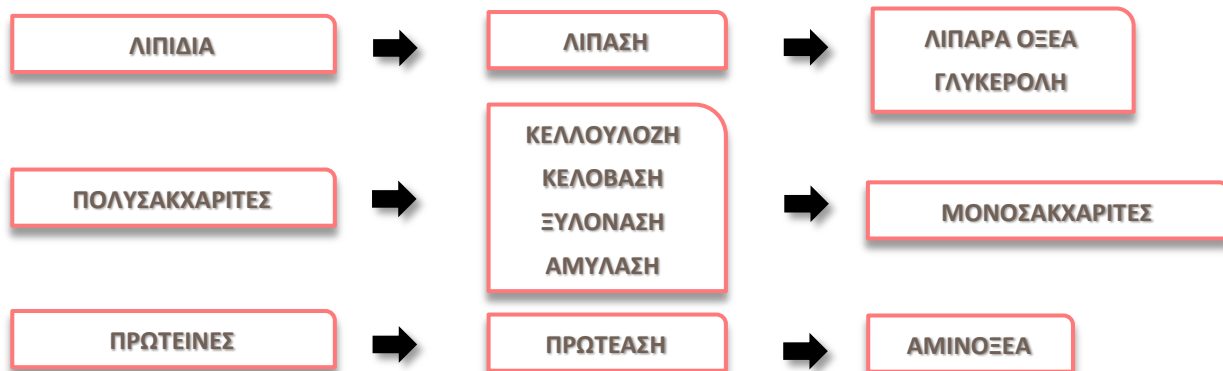 ΛΙΠΙΔΙΑ
ΛΙΠΑΣΗ
ΛΙΠΑΡΑ ΟΞΕΑ
ΓΛΥΚΕΡΟΛΗ
ΠΟΛΥΣΑΚΧΑΡΙΤΕΣ
ΚΕΛΛΟΥΛΟΖΗ
ΚΕΛΟΒΑΣΗ
ΞΥΛΟΝΑΣΗ
ΑΜΥΛΑΣΗ
ΜΟΝΟΣΑΚΧΑΡΙΤΕΣ
ΠΡΩΤΕΙΝΕΣ
ΠΡΩΤΕΑΣΗ
ΑΜΙΝΟΞΕΑ